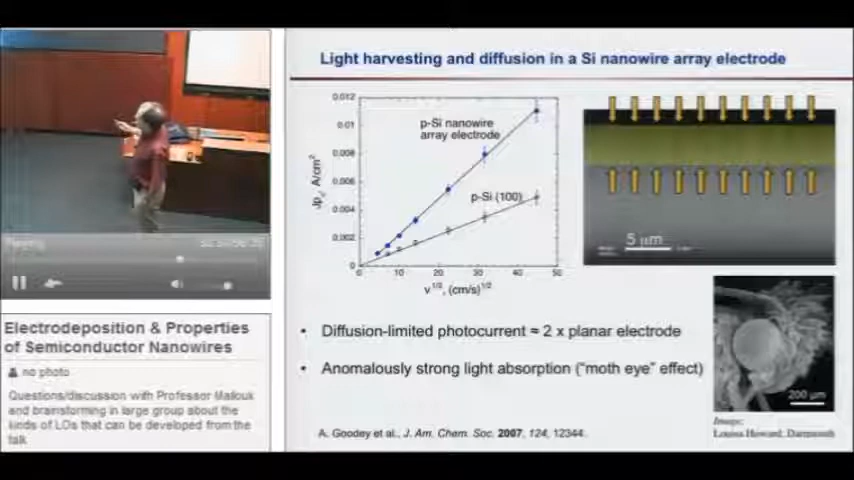 Light harvesting and diffusion in a Si nanowire array electrode
0.012
0.01
0.008
0.006
0.004
0.002
0
p-Si nanowire
array electrode
p-Si (100)
A/cm2
0 10 20 30 40 50
v1/2, (cm/s)1/2
5 µm
• Diffusion-limited photocurrent ≈ 2 x planar electrode
• Anomalously strong light absorption ("moth eye" effect)
200 µm
Image:
Louisa Howard, Dartmouth
A. Goodey et al., J. Am. Chem. Soc. 2007, 124, 12344.
Electrodeposition & Properties
of Semiconductor Nanowires
no photo
Questions/discussion with Professor Mallouk
and brainstorming in large group about the
kinds of LOs that can be developed from the
talk